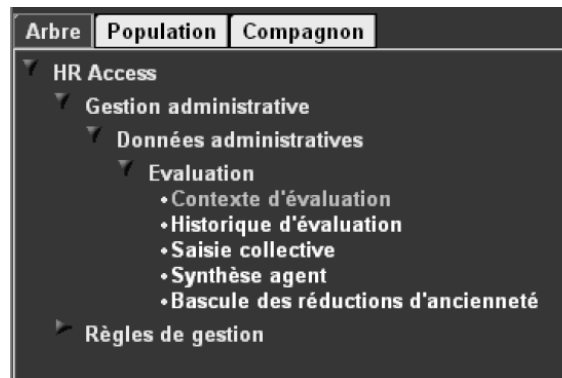 Arbre Population Compagnon
HR Access
Gestion administrative
Données administratives
Evaluation
Contexte d'évaluation
Historique d'évaluation
Saisie collective
Synthèse agent
Bascule des réductions d'ancienneté
Règles de gestion